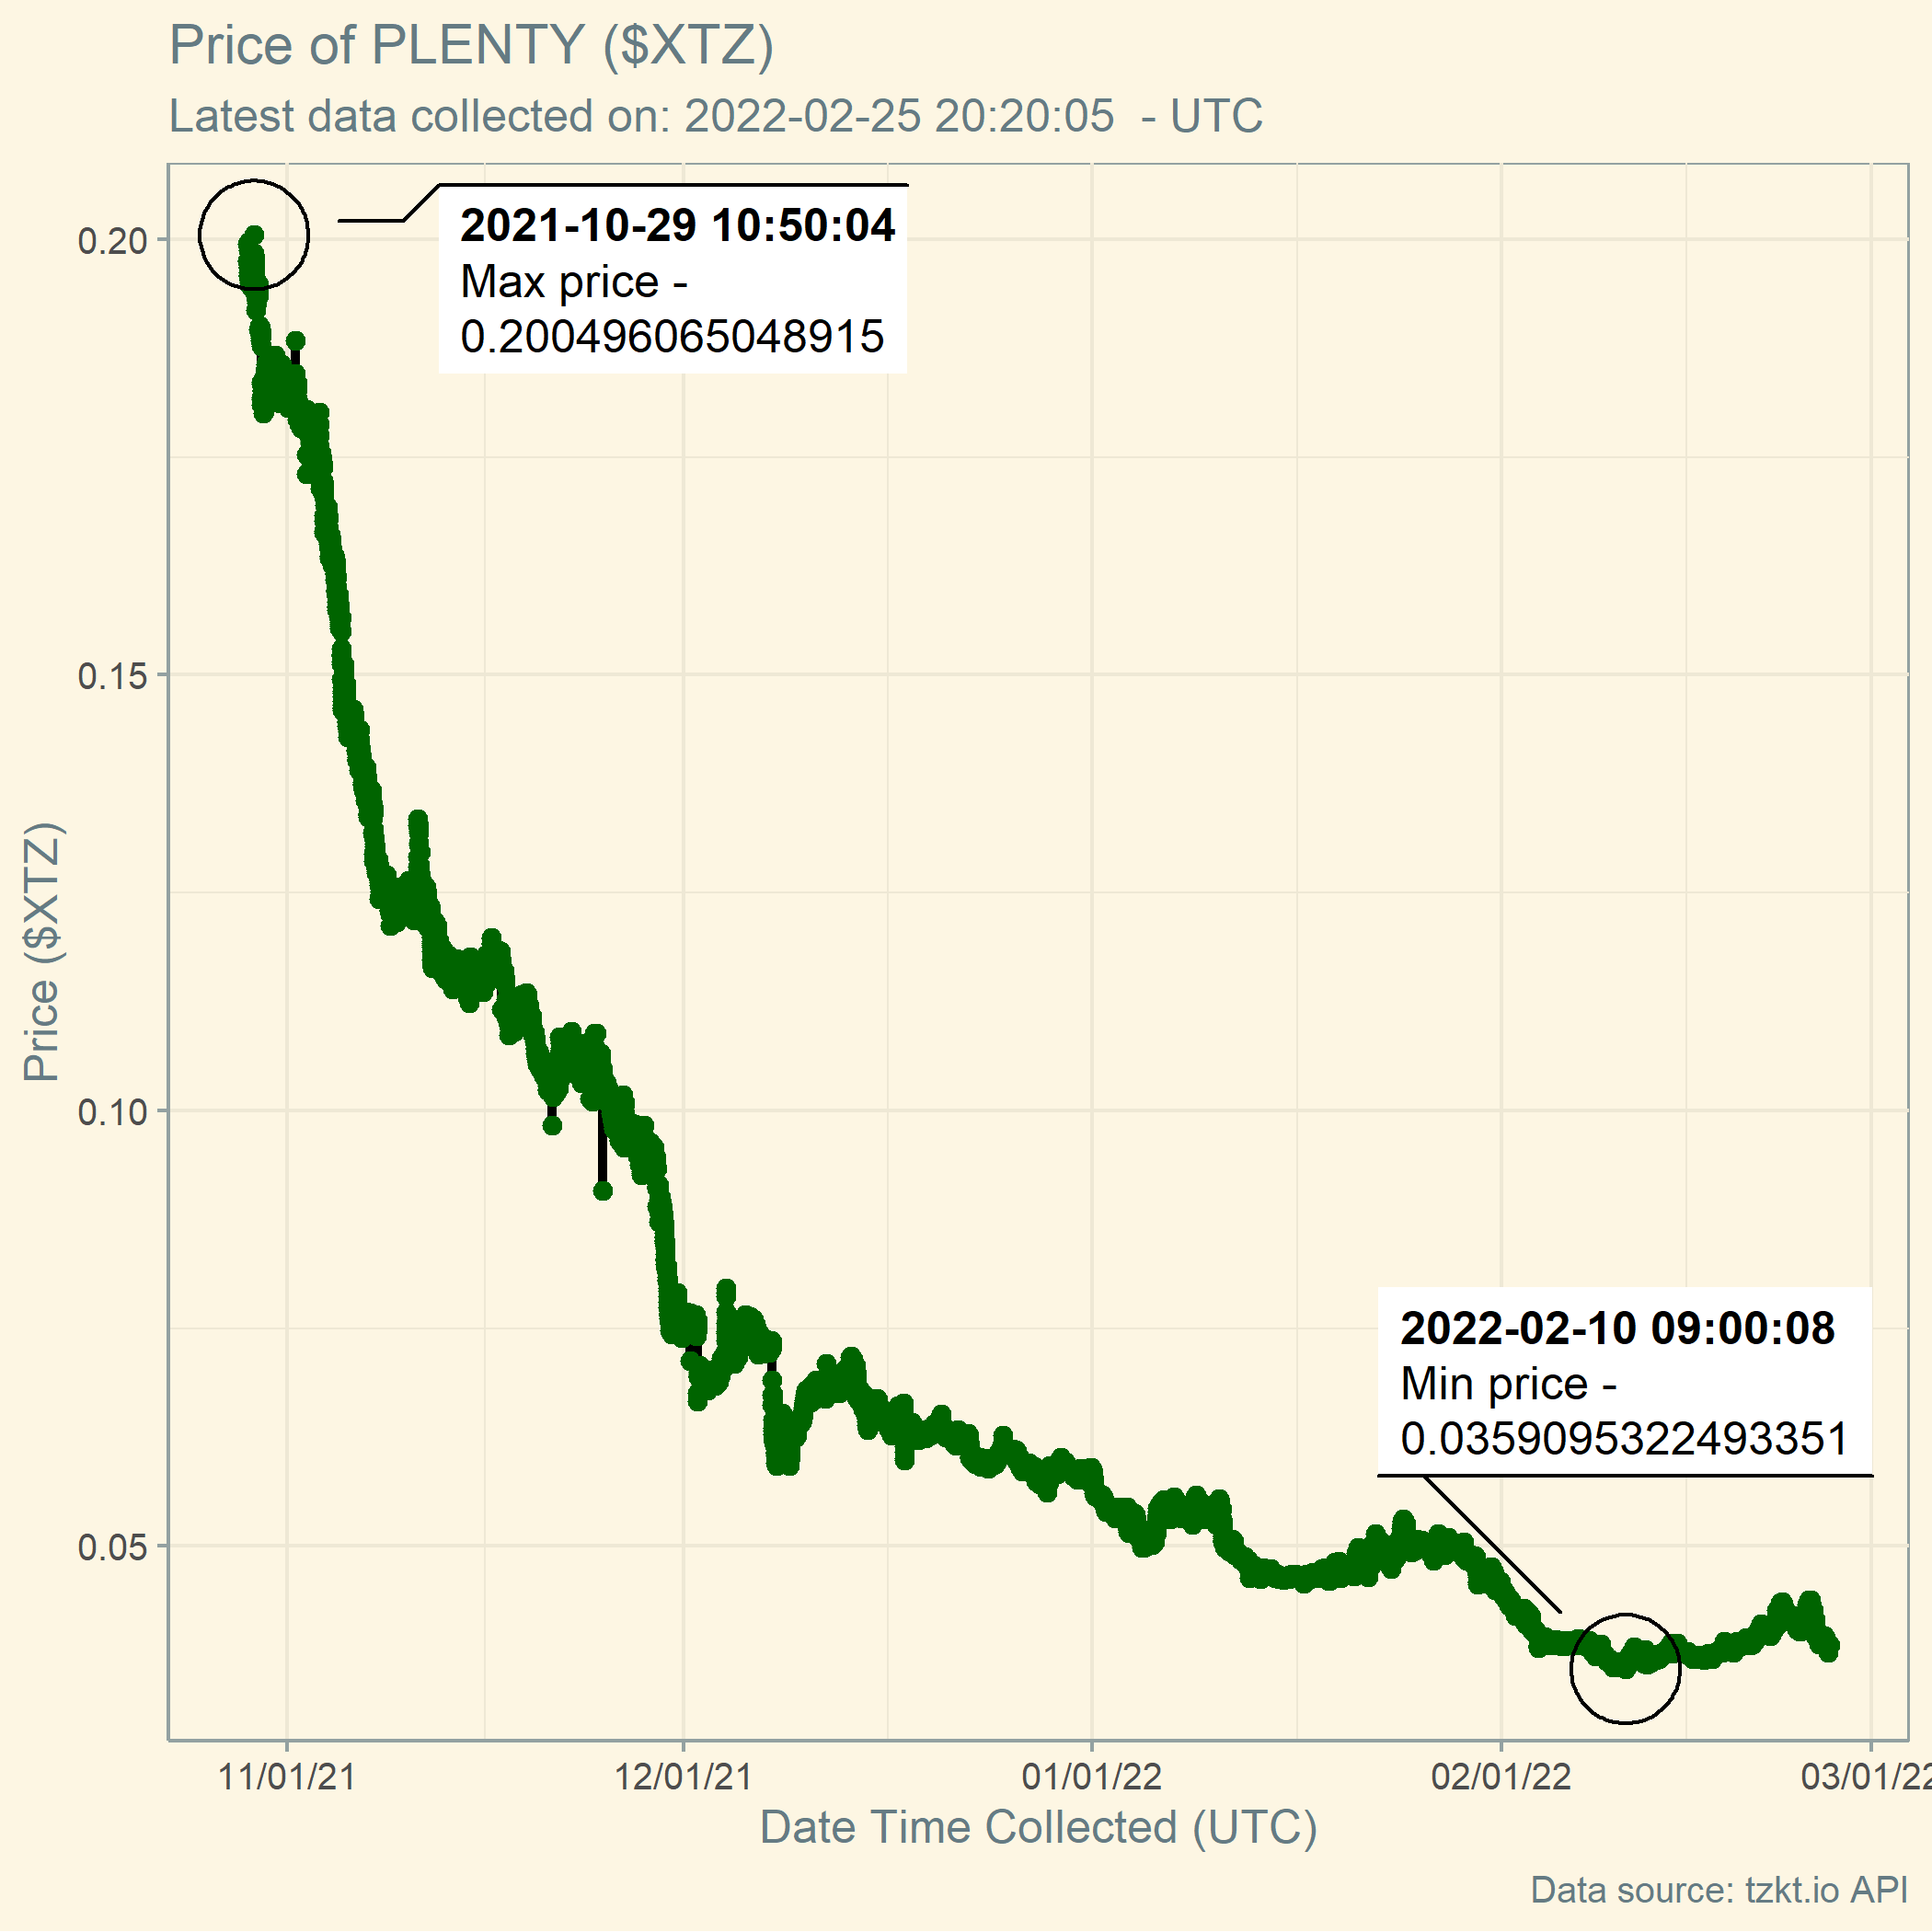 Price of PLENTY ($XTZ)
Latest data collected on: 2022-02-25 20:20:05  - UTC
2021-10-29 10:50:04
Max price -
0.200496065048915
0.20
0.15
0.10
0.05
Price ($XTZ)
2022-02-10 09:00:08
Min price -
0.0359095322493351
11/01/21
12/01/21
01/01/22
02/01/22
03/01/22
Date Time Collected (UTC)
Data source: tzkt.io API